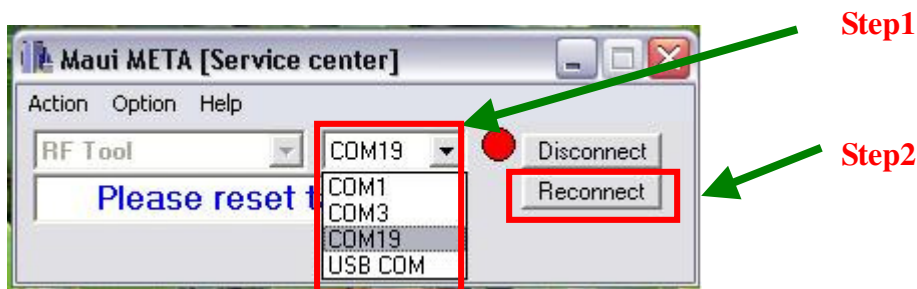 Step1
Maui META [Service center]
Action Option Help
RF Tool COM19 Disconnect
Please reset t
COM1
COM3
COM19
USB COM
Reconnect
Step2